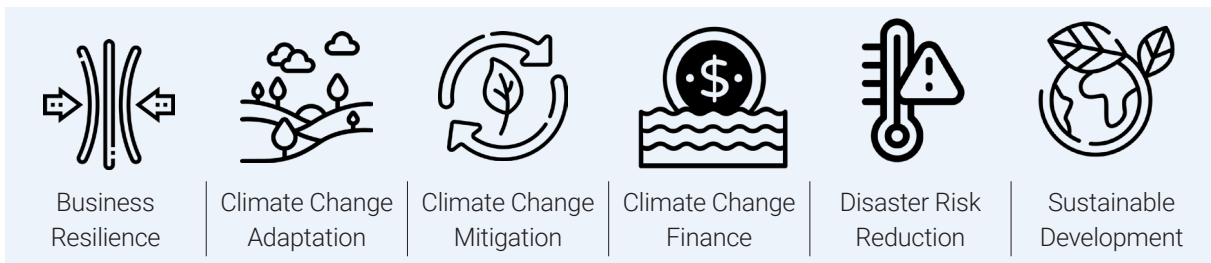 $
Business
Resilience
Climate Change
Adaptation
Climate Change
Mitigation
Climate Change
Finance
Disaster Risk
Reduction
Sustainable
Development